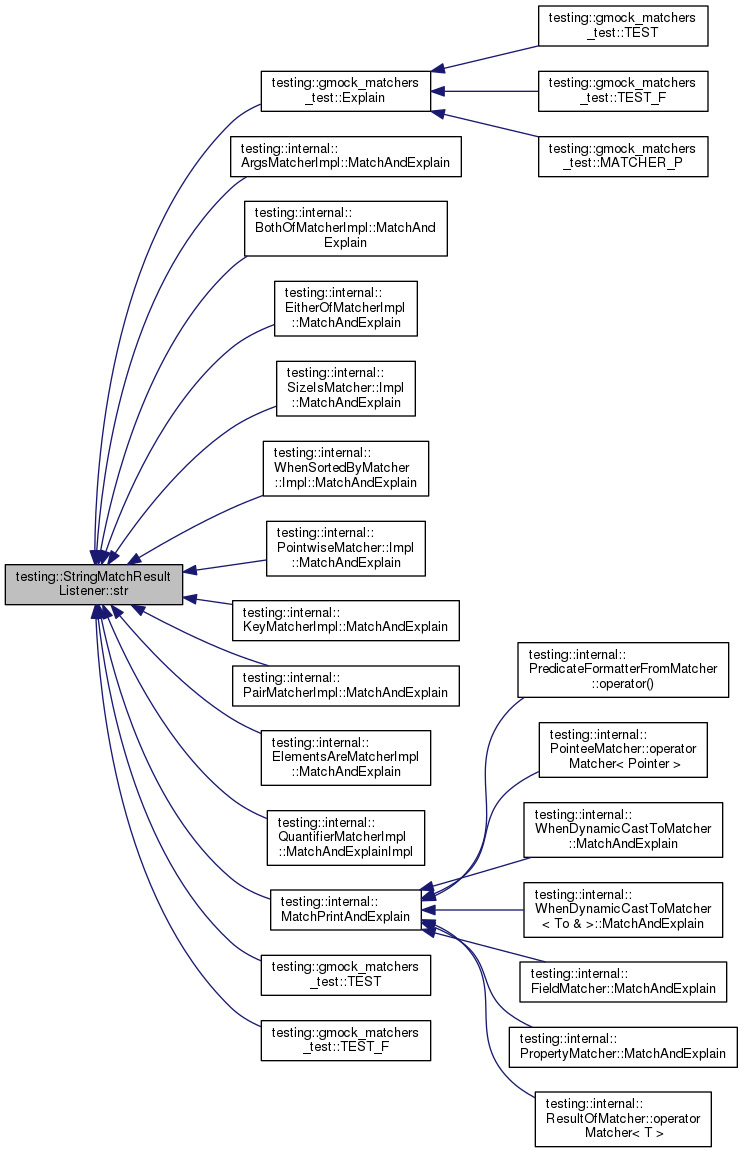 testing::gmock_matchers
_test::TEST
testing::gmock_matchers
_test::Explain
testing::gmock_matchers
_test::TEST_F
testing::gmock_matchers
_test::MATCHER_P
testing::internal::
ArgsMatcherImpl::MatchAndExplain
testing::internal::
BothOfMatcherImpl::MatchAnd
Explain
testing::internal::
EitherOfMatcherImpl
::MatchAndExplain
testing::internal::
SizeIsMatcher::Impl
::MatchAndExplain
testing::internal::
WhenSortedByMatcher
::Impl::MatchAndExplain
testing::internal::
PointwiseMatcher::Impl
::MatchAndExplain
testing::StringMatchResult
Listener::str
testing::internal::
KeyMatcherImpl::MatchAndExplain
testing::internal::
PairMatcherImpl::MatchAndExplain
testing::internal::
ElementsAreMatcherImpl
::MatchAndExplain
testing::internal::
QuantifierMatcherImpl
::MatchAndExplainImpl
testing::internal::
MatchPrintAndExplain
testing::internal::
PredicateFormatterFromMatcher
::operator()
testing::internal::
PointeeMatcher::operator
Matcher< Pointer >
testing::internal::
WhenDynamicCastToMatcher
::MatchAndExplain
testing::internal::
WhenDynamicCastToMatcher
< To & >::MatchAndExplain
testing::internal::
FieldMatcher::MatchAndExplain
testing::internal::
PropertyMatcher::MatchAndExplain
testing::internal::
ResultOfMatcher::operator
Matcher< T >
testing::gmock_matchers
_test::TEST
testing::gmock_matchers
_test::TEST_F